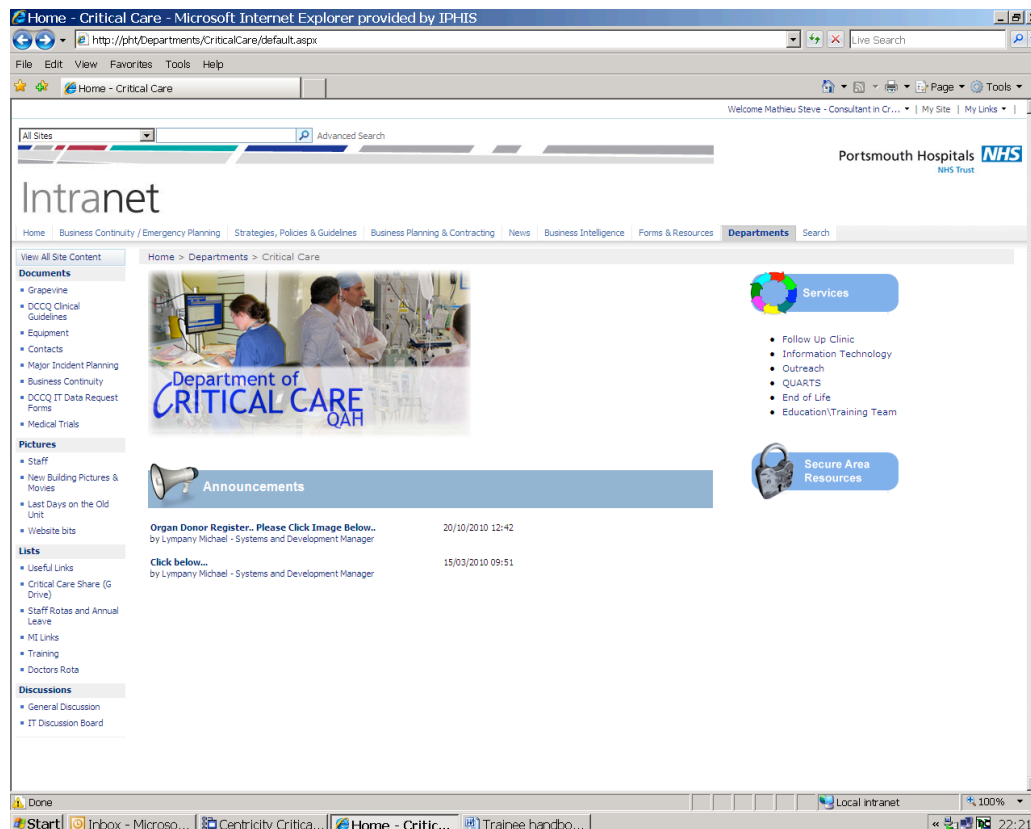 Home - Critical Care - Microsoft Internet Explorer provided by IPHIS
http://pht/Departments/CriticalCare/default.aspx
Live Search
File Edit View Favorites Tools Help
Home - Critical Care
Page Tools
Welcome Mathieu Steve - Consultant in Cr... | My Site | My Links |
All Sites
Advanced Search
Portsmouth Hospitals NHS
NHS Trust
Intranet
Home Business Continuity / Emergency Planning Strategies, Policies & Guidelines Business Planning & Contracting News Business Intelligence Forms & Resources Departments Search
View All Site Content
Home > Departments > Critical Care
Documents
Grapevine
DCCQ Clinical
Guidelines
Equipment
Contacts
Major Incident Planning
Business Continuity
DCCQ IT Data Request
Forms
Medical Trials
Pictures
Staff
New Building Pictures &
Movies
Last Days on the Old
Unit
Website bits
Lists
Useful Links
Critical Care Share (G
Drive)
Staff Rotas and Annual
Leave
MI Links
Training
Doctors Rota
Discussions
General Discussion
IT Discussion Board
Department of
CRITICAL CARE
QAH
Announcements
Organ Donor Register.. Please Click Image Below.. 20/10/2010 12:42
by Lympany Michael - Systems and Development Manager
Click below... 15/03/2010 09:51
by Lympany Michael - Systems and Development Manager
Services
Follow Up Clinic
Information Technology
Outreach
QUARTS
End of Life
Education\Training Team
Secure Area
Resources
Done
Local intranet
100%
Start
Inbox - Microso...
Centricity Critica...
Home - Critic...
Trainee handbo...
22:21